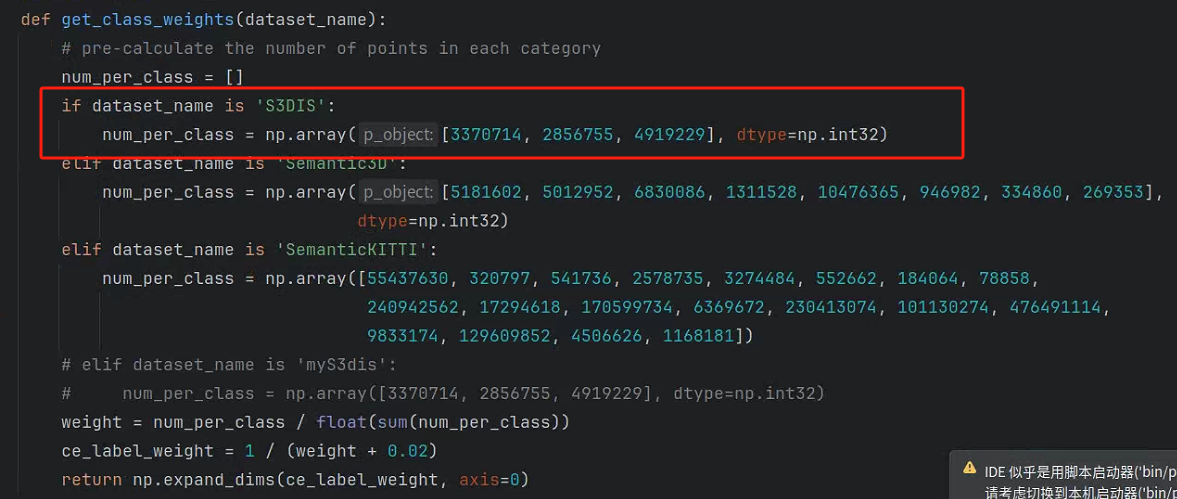 def get_class_weights(dataset_name):
    # pre-calculate the number of points in each category
    num_per_class = []
    if dataset_name is 'S3DIS':
        num_per_class = np.array( p_object: [3370714, 2856755, 4919229], dtype=np.int32)
    elif dataset_name is 'Semantic3D':
        num_per_class = np.array( p_object: [5181602, 5012952, 6830086, 1311528, 10476365, 946982, 334860, 269353],
                                 dtype=np.int32)
    elif dataset_name is 'SemanticKITTI':
        num_per_class = np.array([55437630, 320797, 541736, 2578735, 3274484, 552662, 184064, 78858,
                                  240942562, 17294618, 170599734, 6369672, 230413074, 101130274, 476491114,
                                  9833174, 129609852, 4506626, 1168181])
    # elif dataset_name is 'myS3dis':
    #     num_per_class = np.array([3370714, 2856755, 4919229], dtype=np.int32)
    weight = num_per_class / float(sum(num_per_class))
    ce_label_weight = 1 / (weight + 0.02)
    return np.expand_dims(ce_label_weight, axis=0)
IDE 似乎是用脚本启动器('bin/p
请考虑切换到本机启动器('bin/p